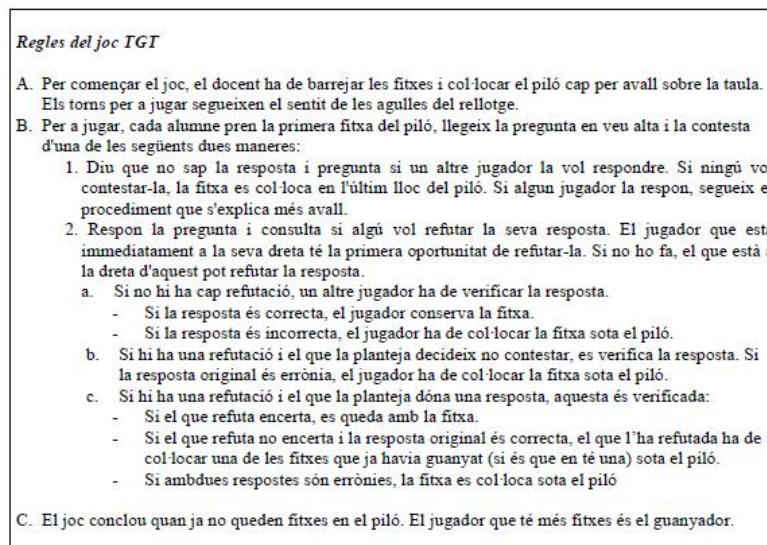 Regles del joc TGT
A. Per començar el joc, el docent ha de barrejar les fitxes i col·locar el piló cap per avall sobre la taula.
Els torns per a jugar segueixen el sentit de les agulles del rellotge.
B. Per a jugar, cada alumne pren la primera fitxa del piló, llegeix la pregunta en veu alta i la contesta
d'una de les següents dues maneres:
1. Diu que no sap la resposta i pregunta si un altre jugador la vol respondre. Si ningú vo
contestar-la, la fitxa es col·loca en l'últim lloc del piló. Si algun jugador la respon, segueix e
procediment que s'explica més avall.
2. Respon la pregunta i consulta si algú vol refutar la seva resposta. El jugador que est
immediatament a la seva dreta té la primera oportunitat de refutar-la. Si no ho fa, el que està
la dreta d'aquest pot refutar la resposta.
a. Si no hi ha cap refutació, un altre jugador ha de verificar la resposta.
- Si la resposta és correcta, el jugador conserva la fitxa.
- Si la resposta és incorrecta, el jugador ha de col·locar la fitxa sota el piló.
b. Si hi ha una refutació i el que la planteja decideix no contestar, es verifica la resposta. Si
la resposta original és errònia, el jugador ha de col·locar la fitxa sota el piló.
c. Si hi ha una refutació i el que la planteja dóna una resposta, aquesta és verificada:
- Si el que refuta encerta, es queda amb la fitxa.
- Si el que refuta no encerta i la resposta original és correcta, el que l'ha refutada ha de
col·locar una de les fitxes que ja havia guanyat (si és que en té una) sota el piló.
- Si ambdues respostes són errònies, la fitxa es col·loca sota el piló
C. El joc conclou quan ja no queden fitxes en el piló. El jugador que té més fitxes és el guanyador.